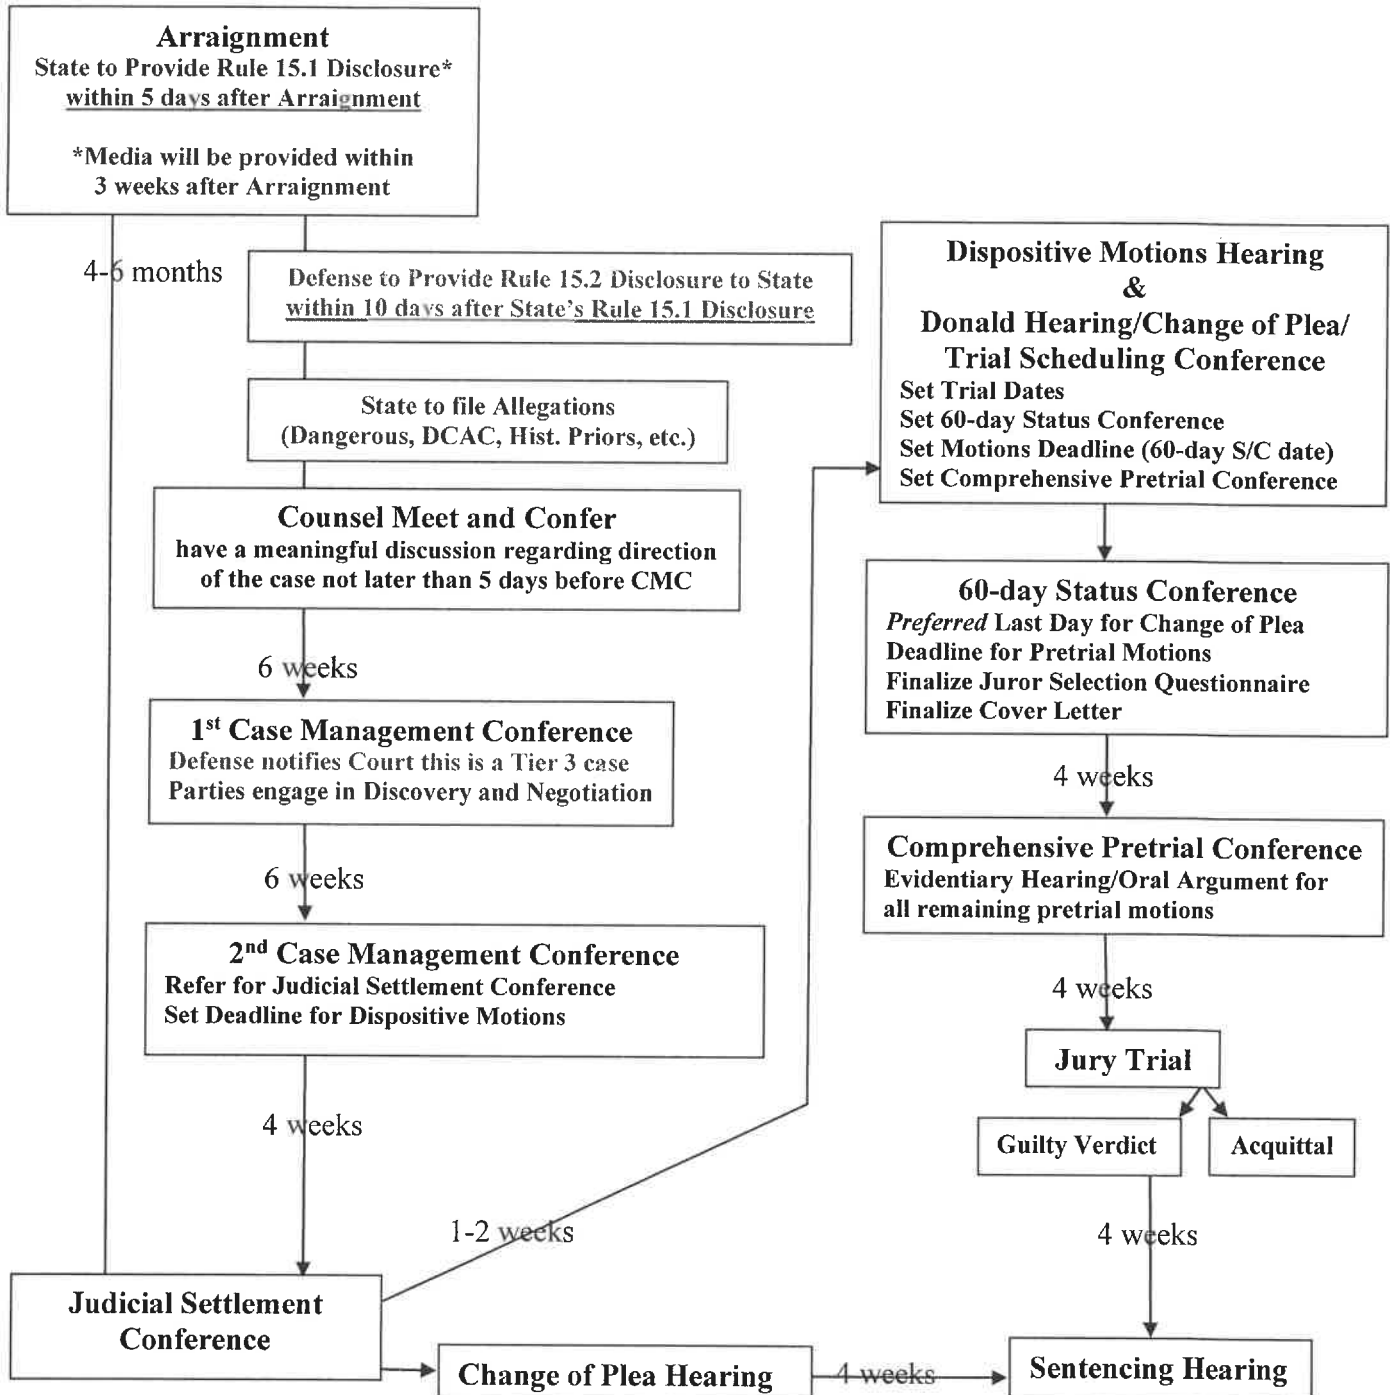 Arraignment
State to Provide Rule 15.1 Disclosure*
within 5 days after Arraignment
*Media will be provided within
3 weeks after Arraignment
4-6 months
Defense to Provide Rule 15.2 Disclosure to State
within 10 days after State's Rule 15.1 Disclosure
State to file Allegations
(Dangerous, DCAC, Hist. Priors, etc.)
Counsel Meet and Confer
have a meaningful discussion regarding direction
of the case not later than 5 days before CMC
6 weeks
1st Case Management Conference
Defense notifies Court this is a Tier 3 case
Parties engage in Discovery and Negotiation
6 weeks
2nd Case Management Conference
Refer for Judicial Settlement Conference
Set Deadline for Dispositive Motions
4 weeks
1-2 weeks
Judicial Settlement
Conference
Change of Plea Hearing
4 weeks
Dispositive Motions Hearing
&
Donald Hearing/Change of Plea/
Trial Scheduling Conference
Set Trial Dates
Set 60-day Status Conference
Set Motions Deadline (60-day S/C date)
Set Comprehensive Pretrial Conference
60-day Status Conference
Preferred Last Day for Change of Plea
Deadline for Pretrial Motions
Finalize Juror Selection Questionnaire
Finalize Cover Letter
4 weeks
Comprehensive Pretrial Conference
Evidentiary Hearing/Oral Argument for
all remaining pretrial motions
4 weeks
Jury Trial
Guilty Verdict
Acquittal
4 weeks
Sentencing Hearing